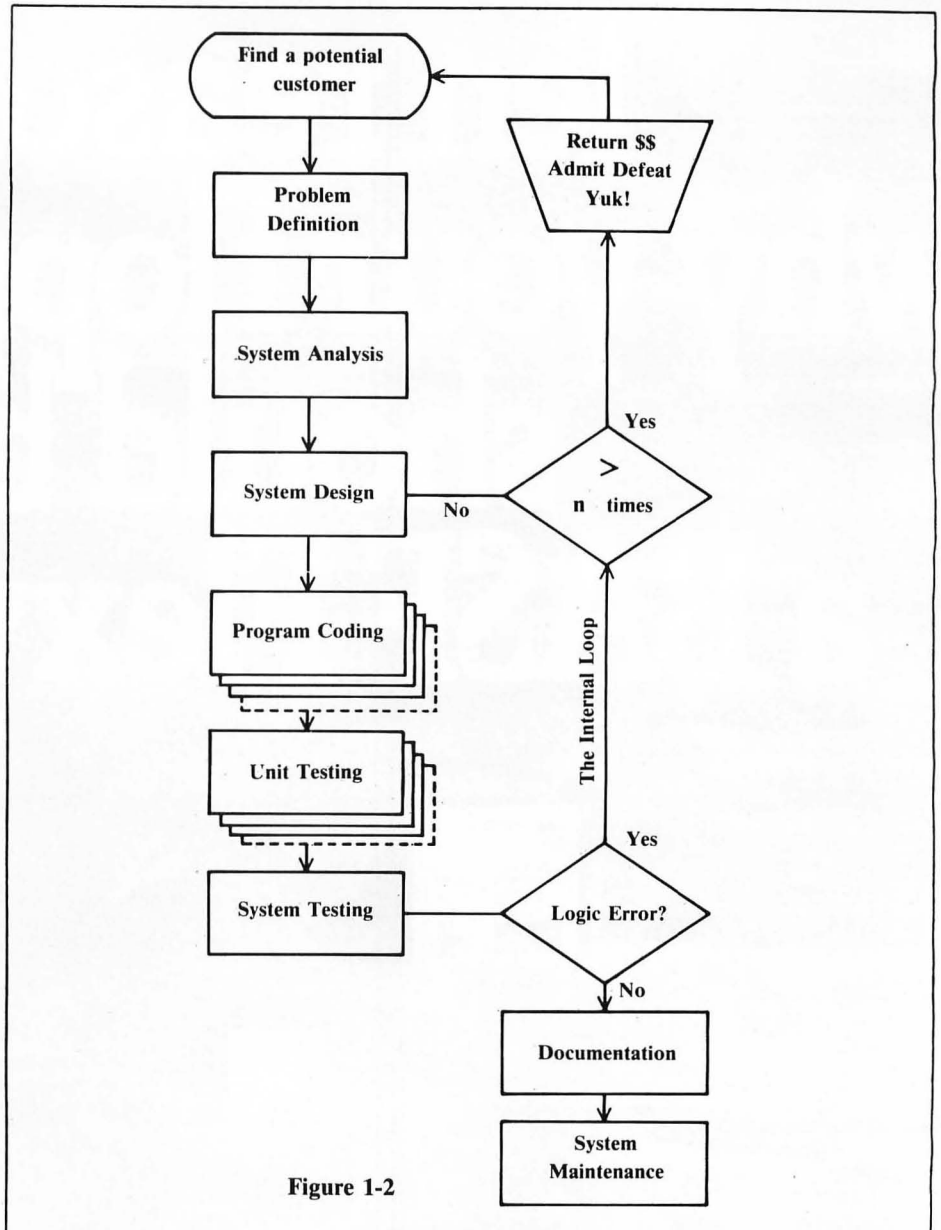 Find a potential
customer
Problem
Definition
System Analysis
System Design
Program Coding
Unit Testing
System Testing
Logic Error?
Yes
The Internal Loop
>
n times
No
Yes
Return $$
Admit Defeat
Yuk!
No
Documentation
System
Maintenance
Figure 1-2